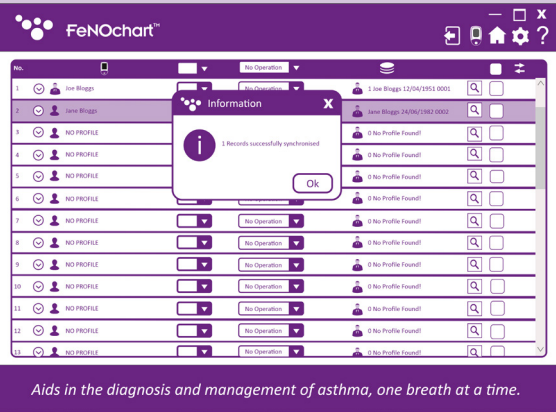 FeNOchart™
No.
No Operation
1 Joe Bloggs No Operation 1 Joe Bloggs 12/04/1951 0001
2 Jane Bloggs Jane Bloggs 24/06/1982 0002
Information X
i
1 Records successfully synchronised
Ok
3 NO PROFILE 0 No Profile Found!
4 NO PROFILE 0 No Profile Found!
5 NO PROFILE 0 No Profile Found!
6 NO PROFILE No Operation 0 No Profile Found!
7 NO PROFILE No Operation 0 No Profile Found!
8 NO PROFILE No Operation 0 No Profile Found!
9 NO PROFILE No Operation 0 No Profile Found!
10 NO PROFILE No Operation 0 No Profile Found!
11 NO PROFILE No Operation 0 No Profile Found!
12 NO PROFILE No Operation 0 No Profile Found!
13 NO PROFILE No Operation 0 No Profile Found!
Aids in the diagnosis and management of asthma, one breath at a time.